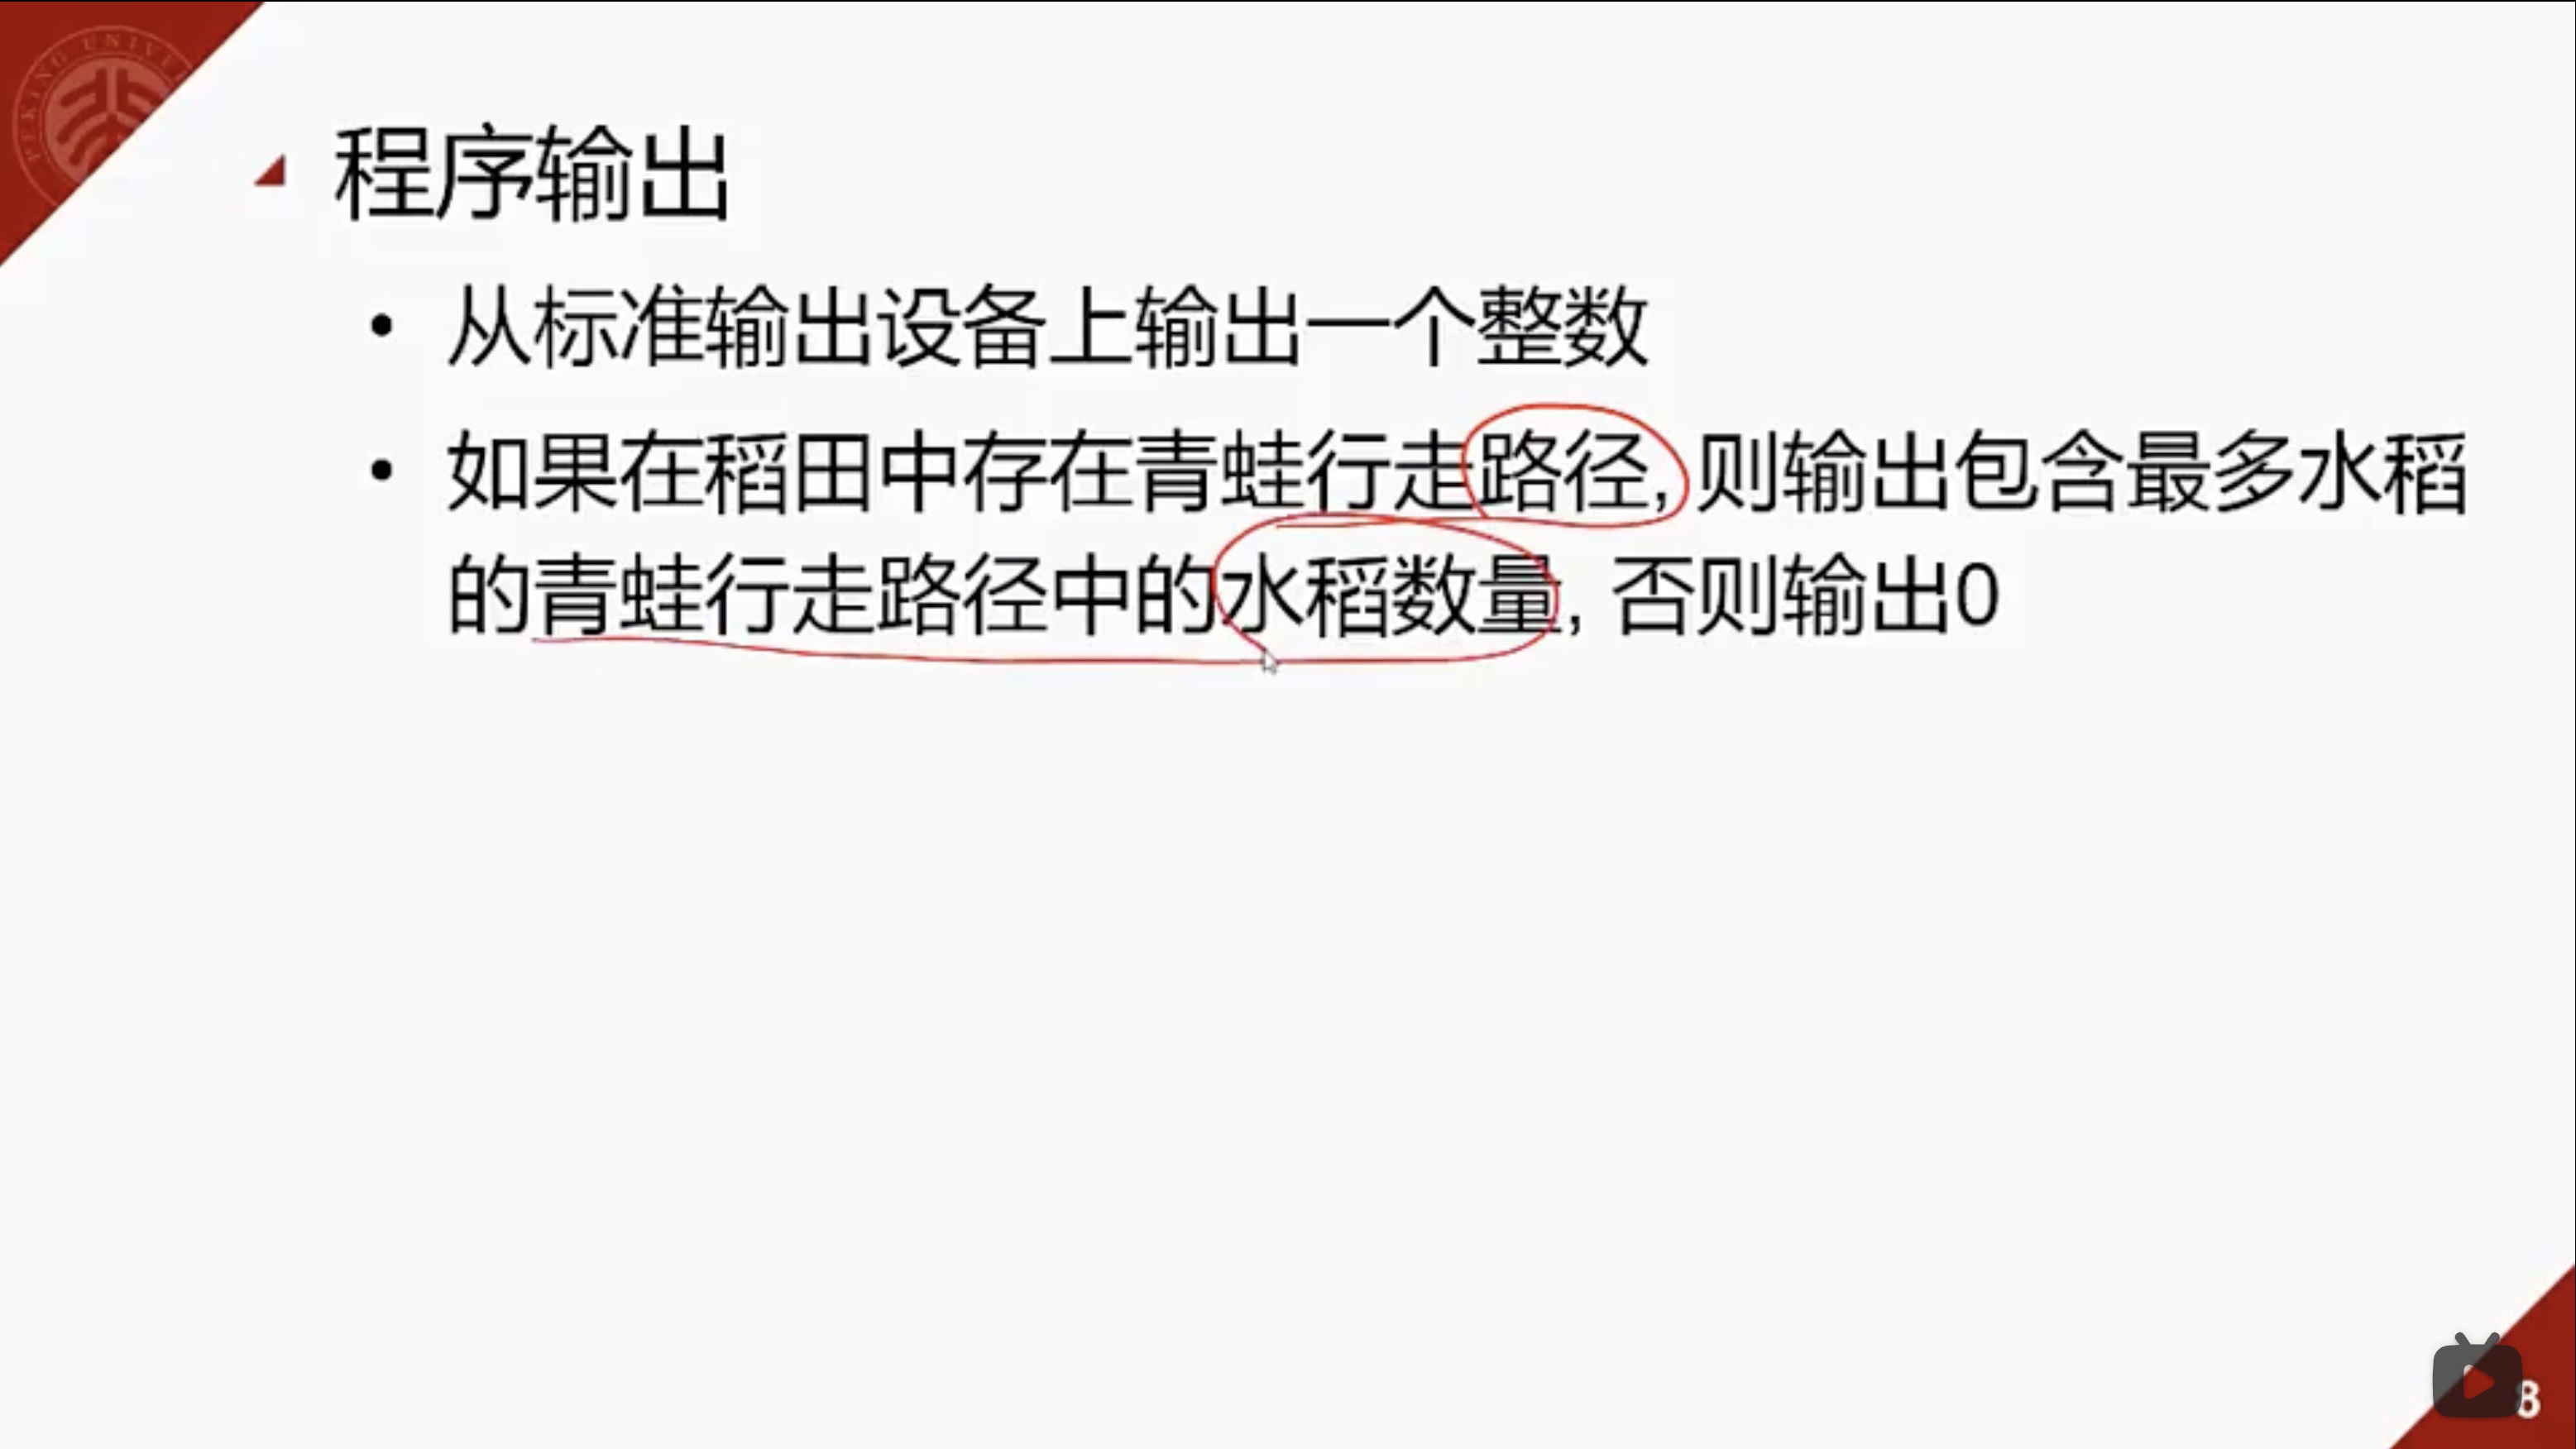 PEKING UNIVE
程序输出
• 从标准输出设备上输出一个整数
• 如果在稻田中存在青蛙行走路径, 则输出包含最多水稻
的青蛙行走路径中的水稻数量, 否则输出0
8